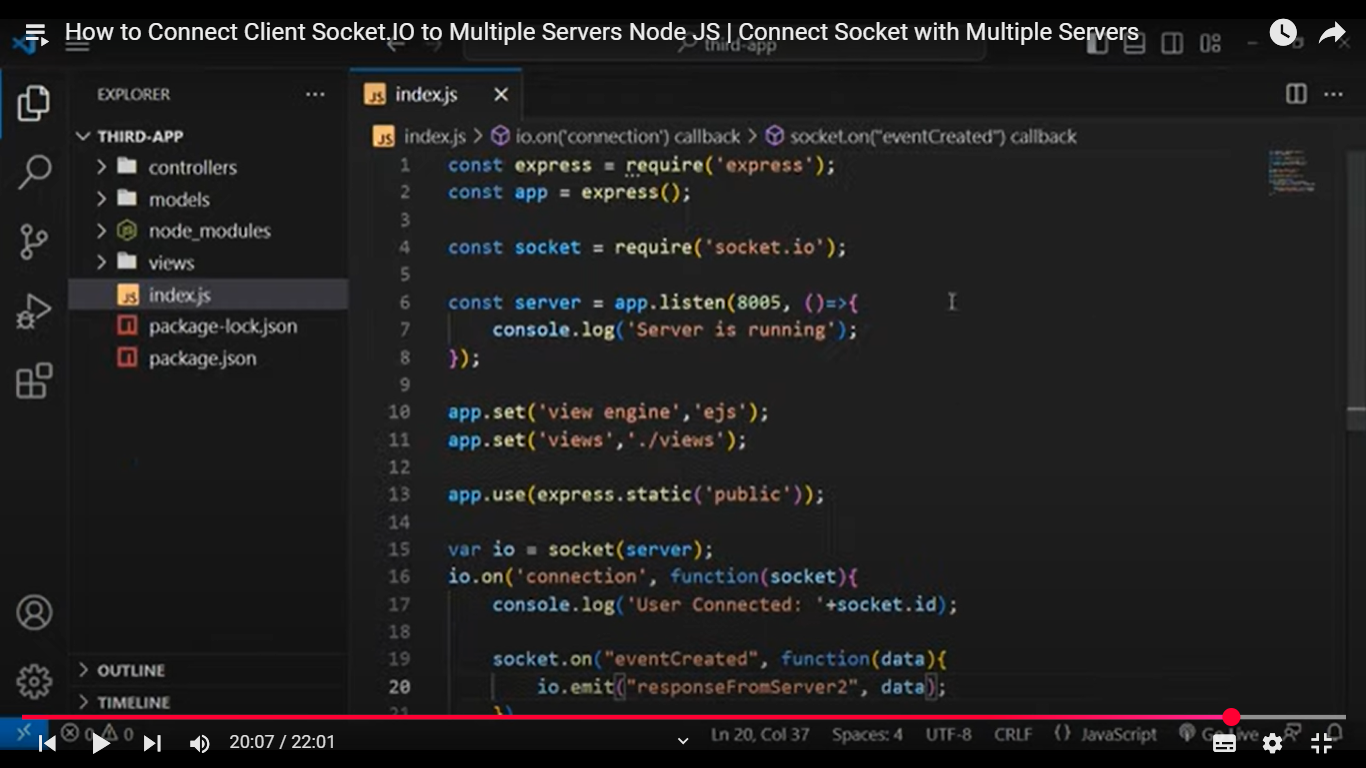 How to Connect Client Socket.IO to Multiple Servers Node JS | Connect Socket with Multiple Servers
third-app
EXPLORER
THIRD-APP
controllers
models
node_modules
views
index.js
package-lock.json
package.json
OUTLINE
TIMELINE
index.js
index.js > io.on('connection') callback > socket.on("eventCreated") callback
1 const express = require('express');
2 const app = express();
3
4 const socket = require('socket.io');
5
6 const server = app.listen(8005, ()=>{
7 console.log('Server is running');
8 });
9
10 app.set('view engine','ejs');
11 app.set('views','./views');
12
13 app.use(express.static('public'));
14
15 var io = socket(server);
16 io.on('connection', function(socket){
17 console.log('User Connected: '+socket.id);
18
19 socket.on("eventCreated", function(data){
20 io.emit("responseFromServer2", data);
21 })
0 0
20:07 / 22:01
Ln 20, Col 37 Spaces: 4 UTF-8 CRLF {} JavaScript Go Live